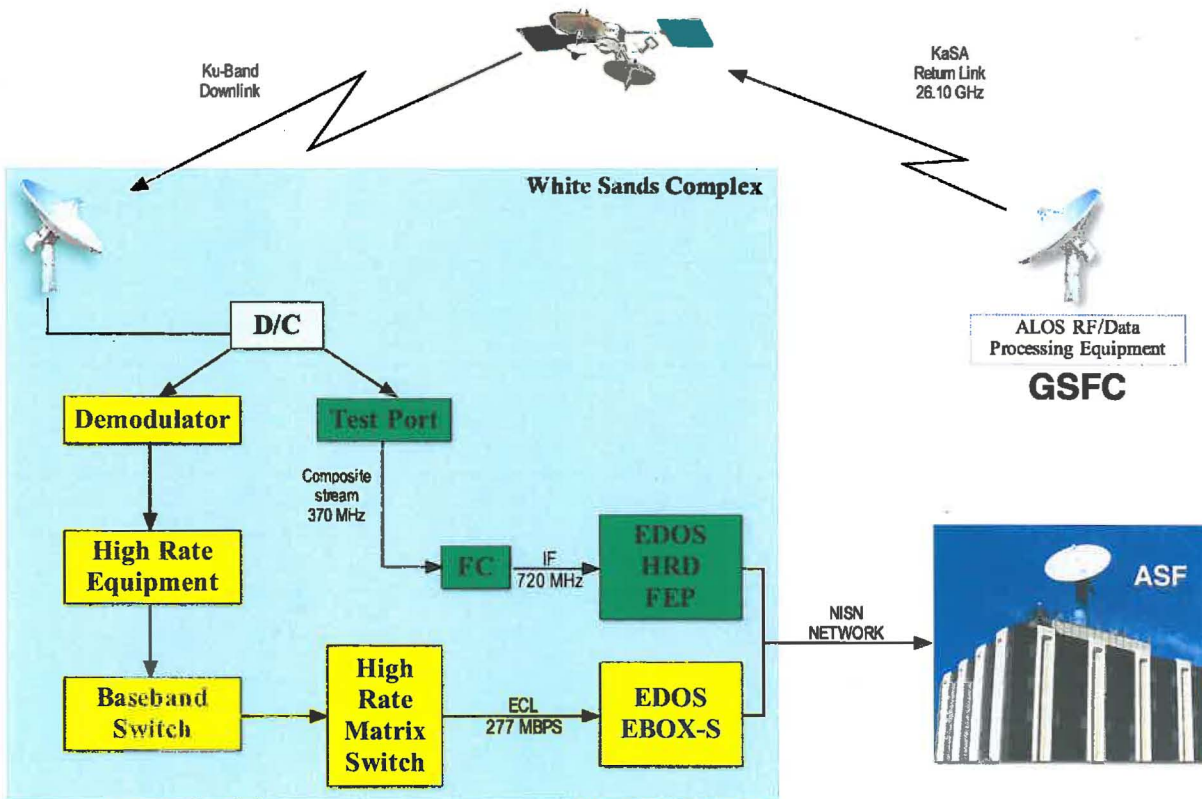 Ku-Band
Downlink
KaSA
Return Link
26.10 GHz
White Sands Complex
D/C
ALOS RF/Data
Processing Equipment
GSFC
Demodulator
Test Port
Composite
stream
370 MHz
High Rate
Equipment
FC
IF
720 MHz
EDOS
HRD
FEP
ASF
NISN
NETWORK
Baseband
Switch
High
Rate
Matrix
Switch
ECL
277 MBPS
EDOS
EBOX-S